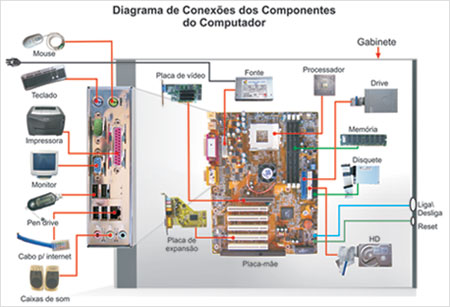 Diagrama de Conexões dos Componentes
do Computador
Gabinete
Mouse
Placa de vídeo
Fonte
Processador
Drive
Teclado
Memória
Impressora
Disquete
Monitor
Ligal.
Desliga
Pen drive
Reset
Placa de
expansão
HD
Cabo p/ internet
Placa-mãe
Caixas de som